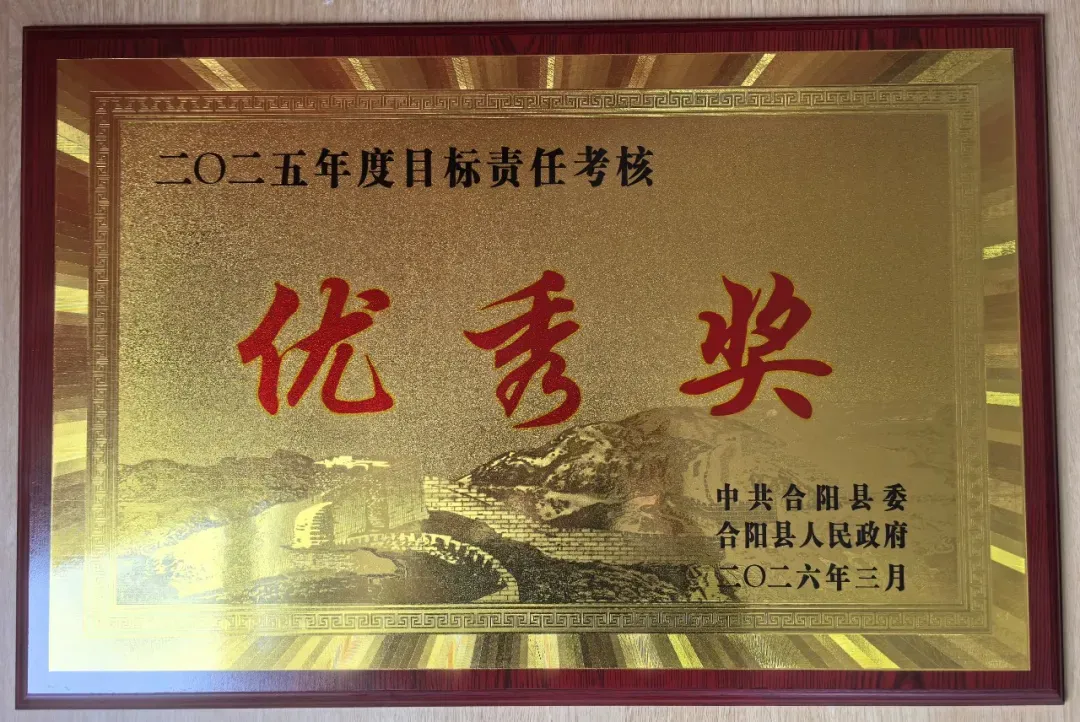 二〇二五年度目标责任考核
优秀奖
中共合阳县委
合阳县人民政府
二〇二六年三月